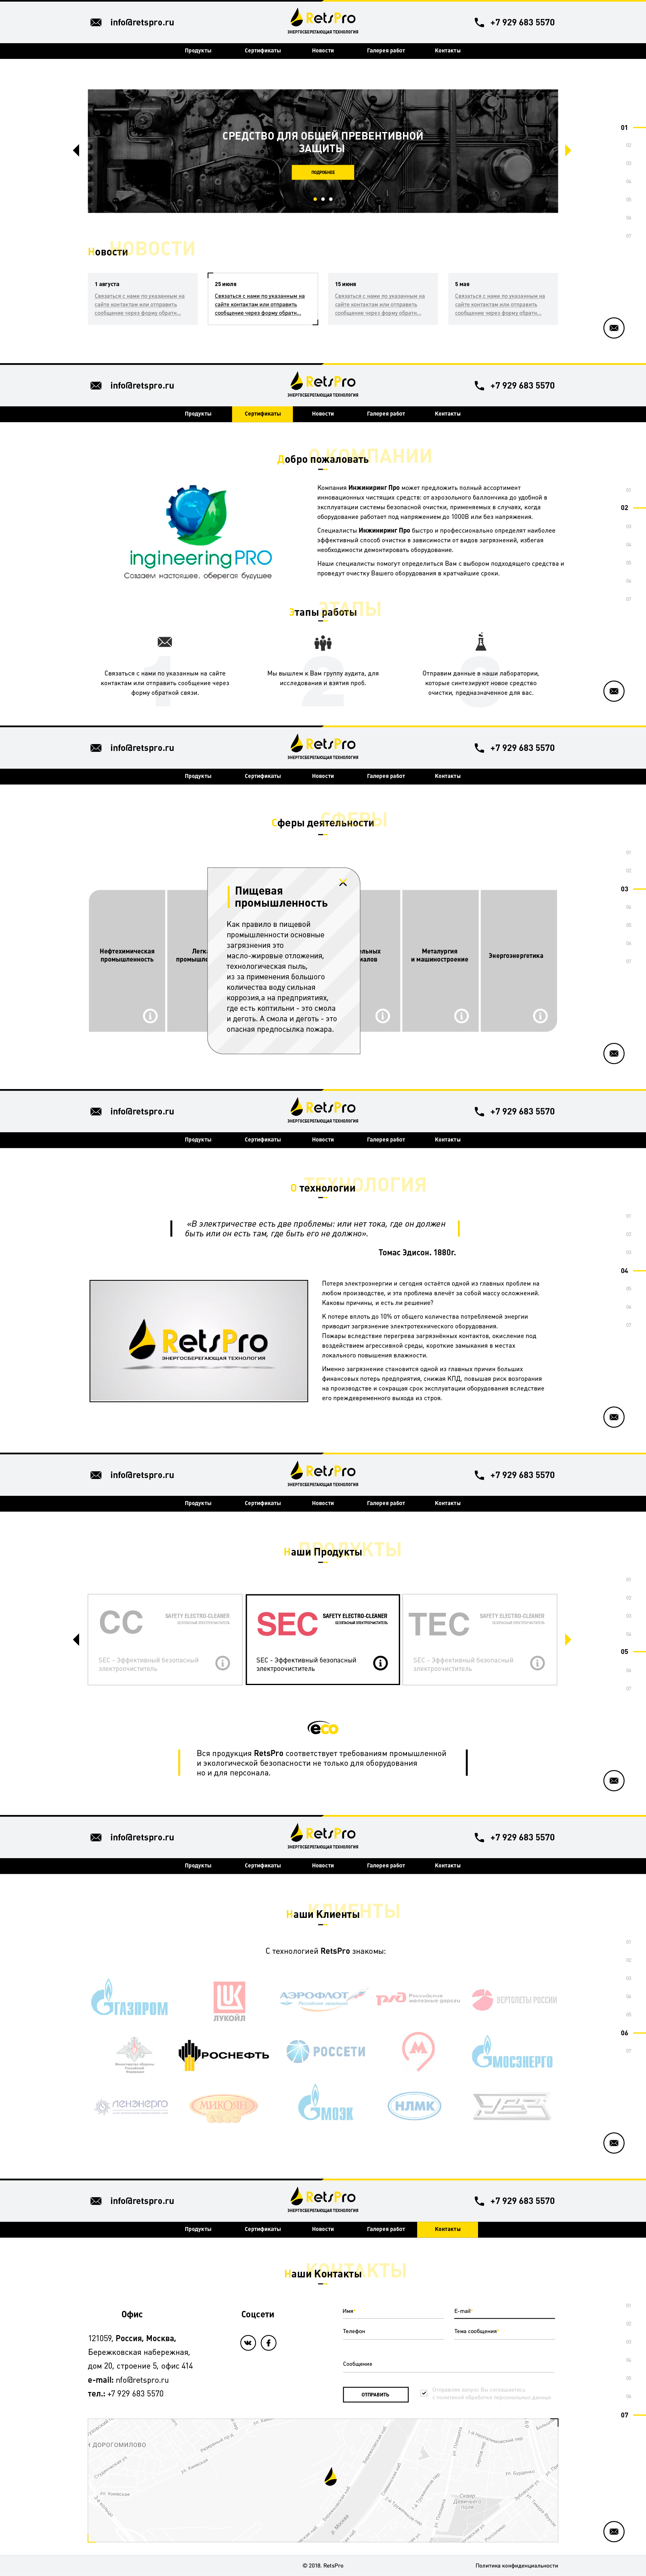 info@retspro.ru
RetsPro
ЭНЕРГОСБЕРЕГАЮЩАЯ ТЕХНОЛОГИЯ
+7 929 683 5570
Продукты Сертификаты Новости Галерея работ Контакты
СРЕДСТВО ДЛЯ ОБЩЕЙ ПРЕВЕНТИВНОЙ
ЗАЩИТЫ
ПОДРОБНЕЕ
01
02
03
04
05
06
07
НОВОСТИ
Новости
1 августа
Связаться с нами по указанным на
сайте контактам или отправить
сообщение через форму обратн...
25 июля
Связаться с нами по указанным на
сайте контактам или отправить
сообщение через форму обратн...
15 июня
Связаться с нами по указанным на
сайте контактам или отправить
сообщение через форму обратн...
5 мая
Связаться с нами по указанным на
сайте контактам или отправить
сообщение через форму обратн...
info@retspro.ru
RetsPro
ЭНЕРГОСБЕРЕГАЮЩАЯ ТЕХНОЛОГИЯ
+7 929 683 5570
Продукты Сертификаты Новости Галерея работ Контакты
О КОМПАНИИ
Добро пожаловать
ingineeringPRO
Создаем настоящее, оберегая будущее
Компания Инжиниринг Про может предложить полный ассортимент
инновационных чистящих средств: от аэрозольного баллончика до удобной в
эксплуатации системы безопасной очистки, применяемых в случаях, когда
оборудование работает под напряжением до 1000В или без напряжения.
Специалисты Инжиниринг Про быстро и профессионально определят наиболее
эффективный способ очистки в зависимости от видов загрязнений, избегая
необходимости демонтировать оборудование.
Наши специалисты помогут определиться Вам с выбором подходящего средства и
проведут очистку Вашего оборудования в кратчайшие сроки.
01
02
03
04
05
06
07
ЭТАПЫ
Этапы работы
1
Связаться с нами по указанным на сайте
контактам или отправить сообщение через
форму обратной связи.
2
Мы вышлем к Вам группу аудита, для
исследования и взятия проб.
3
Отправим данные в наши лаборатории,
которые синтезируют новое средство
очистки, предназначенное для вас.
info@retspro.ru
RetsPro
ЭНЕРГОСБЕРЕГАЮЩАЯ ТЕХНОЛОГИЯ
+7 929 683 5570
Продукты Сертификаты Новости Галерея работ Контакты
СФЕРЫ
Сферы деятельности
01
02
03
04
05
06
07
Нефтехимическая
промышленность
Пищевая
промышленность
Как правило в пищевой
промышленности основные
загрязнения это
масло-жировые отложения,
технологическая пыль,
из за применения большого
количества воду сильная
коррозия,а на предприятиях,
где есть коптильни - это смола
и деготь. А смола и деготь - это
опасная предпосылка пожара.
Металургия
и машиностроение
Энергоэнергетика
info@retspro.ru
RetsPro
ЭНЕРГОСБЕРЕГАЮЩАЯ ТЕХНОЛОГИЯ
+7 929 683 5570
Продукты Сертификаты Новости Галерея работ Контакты
ТЕХНОЛОГИЯ
О технологии
«В электричестве есть две проблемы: или нет тока, где он должен
быть или он есть там, где быть его не должно».
Томас Эдисон. 1880г.
01
02
03
04
05
06
07
RetsPro
ЭНЕРГОСБЕРЕГАЮЩАЯ ТЕХНОЛОГИЯ
Потеря электроэнергии и сегодня остаётся одной из главных проблем на
любом производстве, и эта проблема влечёт за собой массу осложнений.
Каковы причины, и есть ли решение?
К потере вплоть до 10% от общего количества потребляемой энергии
приводит загрязнение электротехнического оборудования.
Пожары вследствие перегрева загрязнённых контактов, окисление под
воздействием агрессивной среды, короткие замыкания в местах
локального повышения влажности.
Именно загрязнение становится одной из главных причин больших
финансовых потерь предприятия, снижая КПД, повышая риск возгорания
на производстве и сокращая срок эксплуатации оборудования вследствие
его преждевременного выхода из строя.
info@retspro.ru
RetsPro
ЭНЕРГОСБЕРЕГАЮЩАЯ ТЕХНОЛОГИЯ
+7 929 683 5570
Продукты Сертификаты Новости Галерея работ Контакты
ПРОДУКТЫ
Наши Продукты
01
02
03
04
05
06
07
CC
SAFETY ELECTRO-CLEANER
БЕЗОПАСНЫЙ ЭЛЕКТРООЧИСТИТЕЛЬ
SEC - Эффективный безопасный
электроочиститель
SEC
SAFETY ELECTRO-CLEANER
БЕЗОПАСНЫЙ ЭЛЕКТРООЧИСТИТЕЛЬ
SEC - Эффективный безопасный
электроочиститель
TEC
SAFETY ELECTRO-CLEANER
БЕЗОПАСНЫЙ ЭЛЕКТРООЧИСТИТЕЛЬ
SEC - Эффективный безопасный
электроочиститель
eco
Вся продукция RetsPro соответствует требованиям промышленной
и экологической безопасности не только для оборудования
но и для персонала.
info@retspro.ru
RetsPro
ЭНЕРГОСБЕРЕГАЮЩАЯ ТЕХНОЛОГИЯ
+7 929 683 5570
Продукты Сертификаты Новости Галерея работ Контакты
КЛИЕНТЫ
Наши Клиенты
С технологией RetsPro знакомы:
01
02
03
04
05
06
07
ГАЗПРОМ
ЛУКОЙЛ
АЭРОФЛОТ
Российские авиалинии
РЖД Российские
железные дороги
ВЕРТОЛЕТЫ РОССИИ
Министерство обороны
Российской
Федерации
РОСНЕФТЬ
РОССЕТИ
МОСЭНЕРГО
ЛЕНЭНЕРГО
МИКОЯН
МОЭК
НЛМК
info@retspro.ru
RetsPro
ЭНЕРГОСБЕРЕГАЮЩАЯ ТЕХНОЛОГИЯ
+7 929 683 5570
Продукты Сертификаты Новости Галерея работ Контакты
КОНТАКТЫ
Наши Контакты
01
02
03
04
05
06
07
Офис
121059, Россия, Москва,
Бережковская набережная,
дом 20, строение 5, офис 414
e-mail: nfo@retspro.ru
тел.: +7 929 683 5570
Соцсети
Имя*
E-mail*
Телефон
Тема сообщения*
Сообщение
ОТПРАВИТЬ
Отправляя запрос Вы соглашаетесь
с политикой обработки персональных данных
Н ДОРОГОМИЛОВО
ул. Киевская
Сквер
Девичьего
поля
© 2018. RetsPro
Политика конфиденциальности